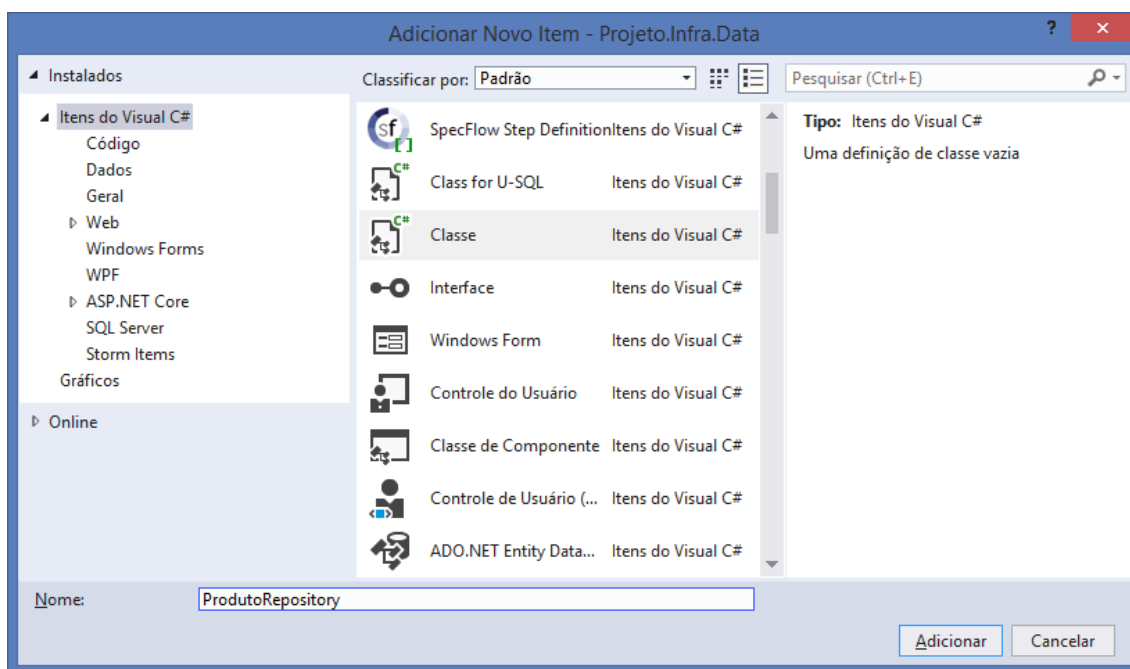 Adicionar Novo Item - Projeto.Infra.Data
?
×
Instalados
Classificar por: Padrão
Pesquisar (Ctrl+E)
Itens do Visual C#
Código
Dados
Geral
Web
Windows Forms
WPF
ASP.NET Core
SQL Server
Storm Items
Gráficos
Online
sf
[]
SpecFlow Step Definition Itens do Visual C#
C#
Class for U-SQL Itens do Visual C#
C#
Classe Itens do Visual C#
Interface Itens do Visual C#
Windows Form Itens do Visual C#
Controle do Usuário Itens do Visual C#
Classe de Componente Itens do Visual C#
Controle de Usuário (... Itens do Visual C#
ADO.NET Entity Data... Itens do Visual C#
Tipo: Itens do Visual C#
Uma definição de classe vazia
Nome: ProdutoRepository
Adicionar Cancelar